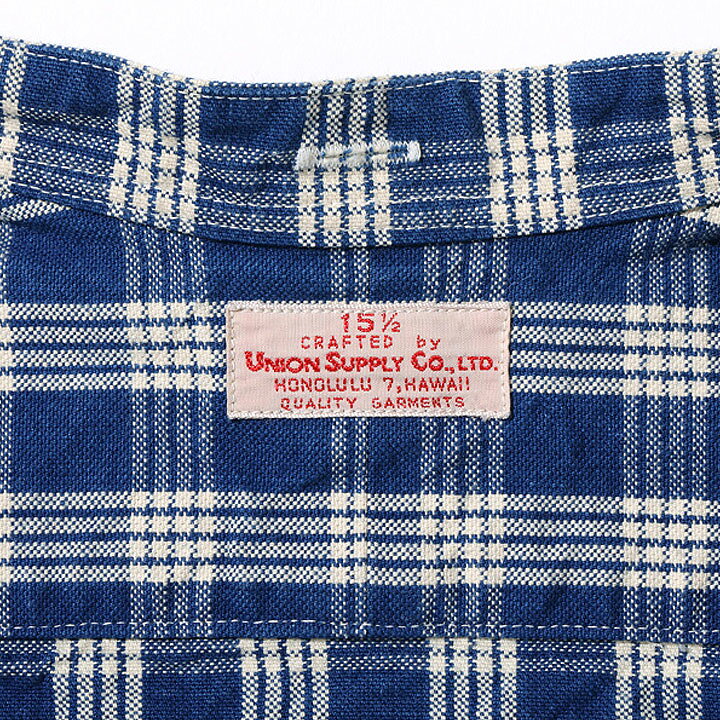 15½
CRAFTED by
UNION SUPPLY CO., LTD.
HONOLULU 7, HAWAII
QUALITY GARMENTS